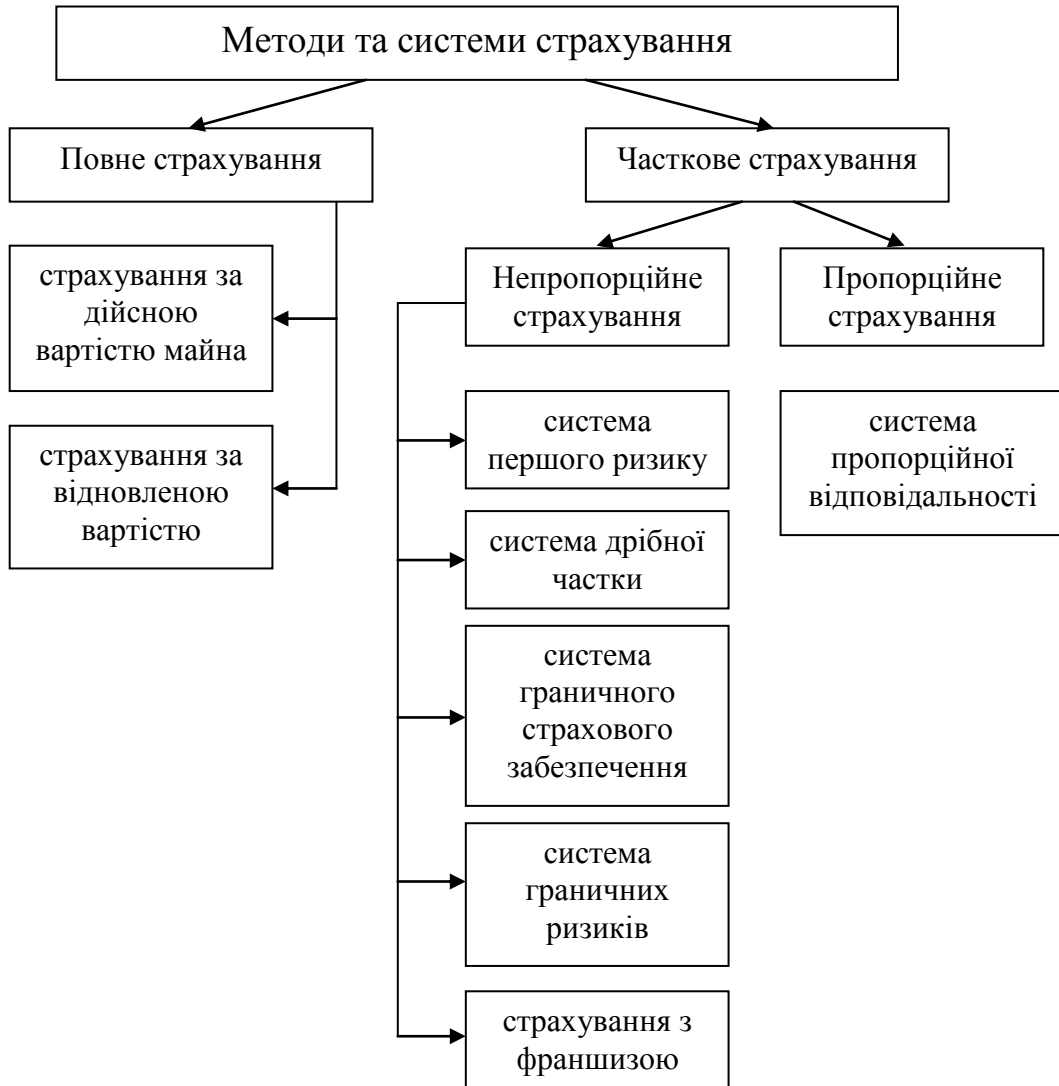 Методи та системи страхування
Повне страхування
Часткове страхування
страхування за
дійсною
вартістю майна
страхування за
відновленою
вартістю
Непропорційне
страхування
Пропорційне
страхування
система
першого ризику
система
пропорційної
відповідальності
система дрібної
частки
система
граничного
страхового
забезпечення
система
граничних
ризиків
страхування з
франшизою